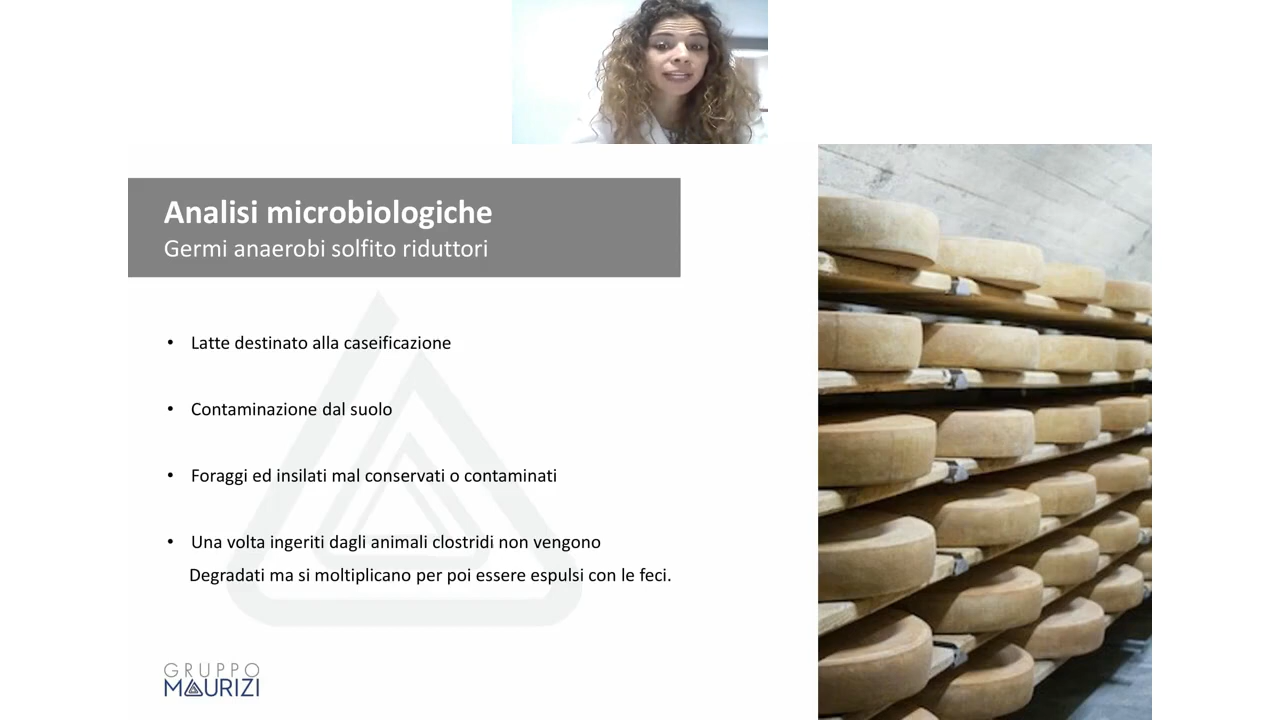 Analisi microbiologiche
Germi anaerobi solfito riduttori
• Latte destinato alla caseificazione
• Contaminazione dal suolo
• Foraggi ed insilati mal conservati o contaminati
• Una volta ingeriti dagli animali clostridi non vengono
Degradati ma si moltiplicano per poi essere espulsi con le feci.
GRUPPO
MAURIZI